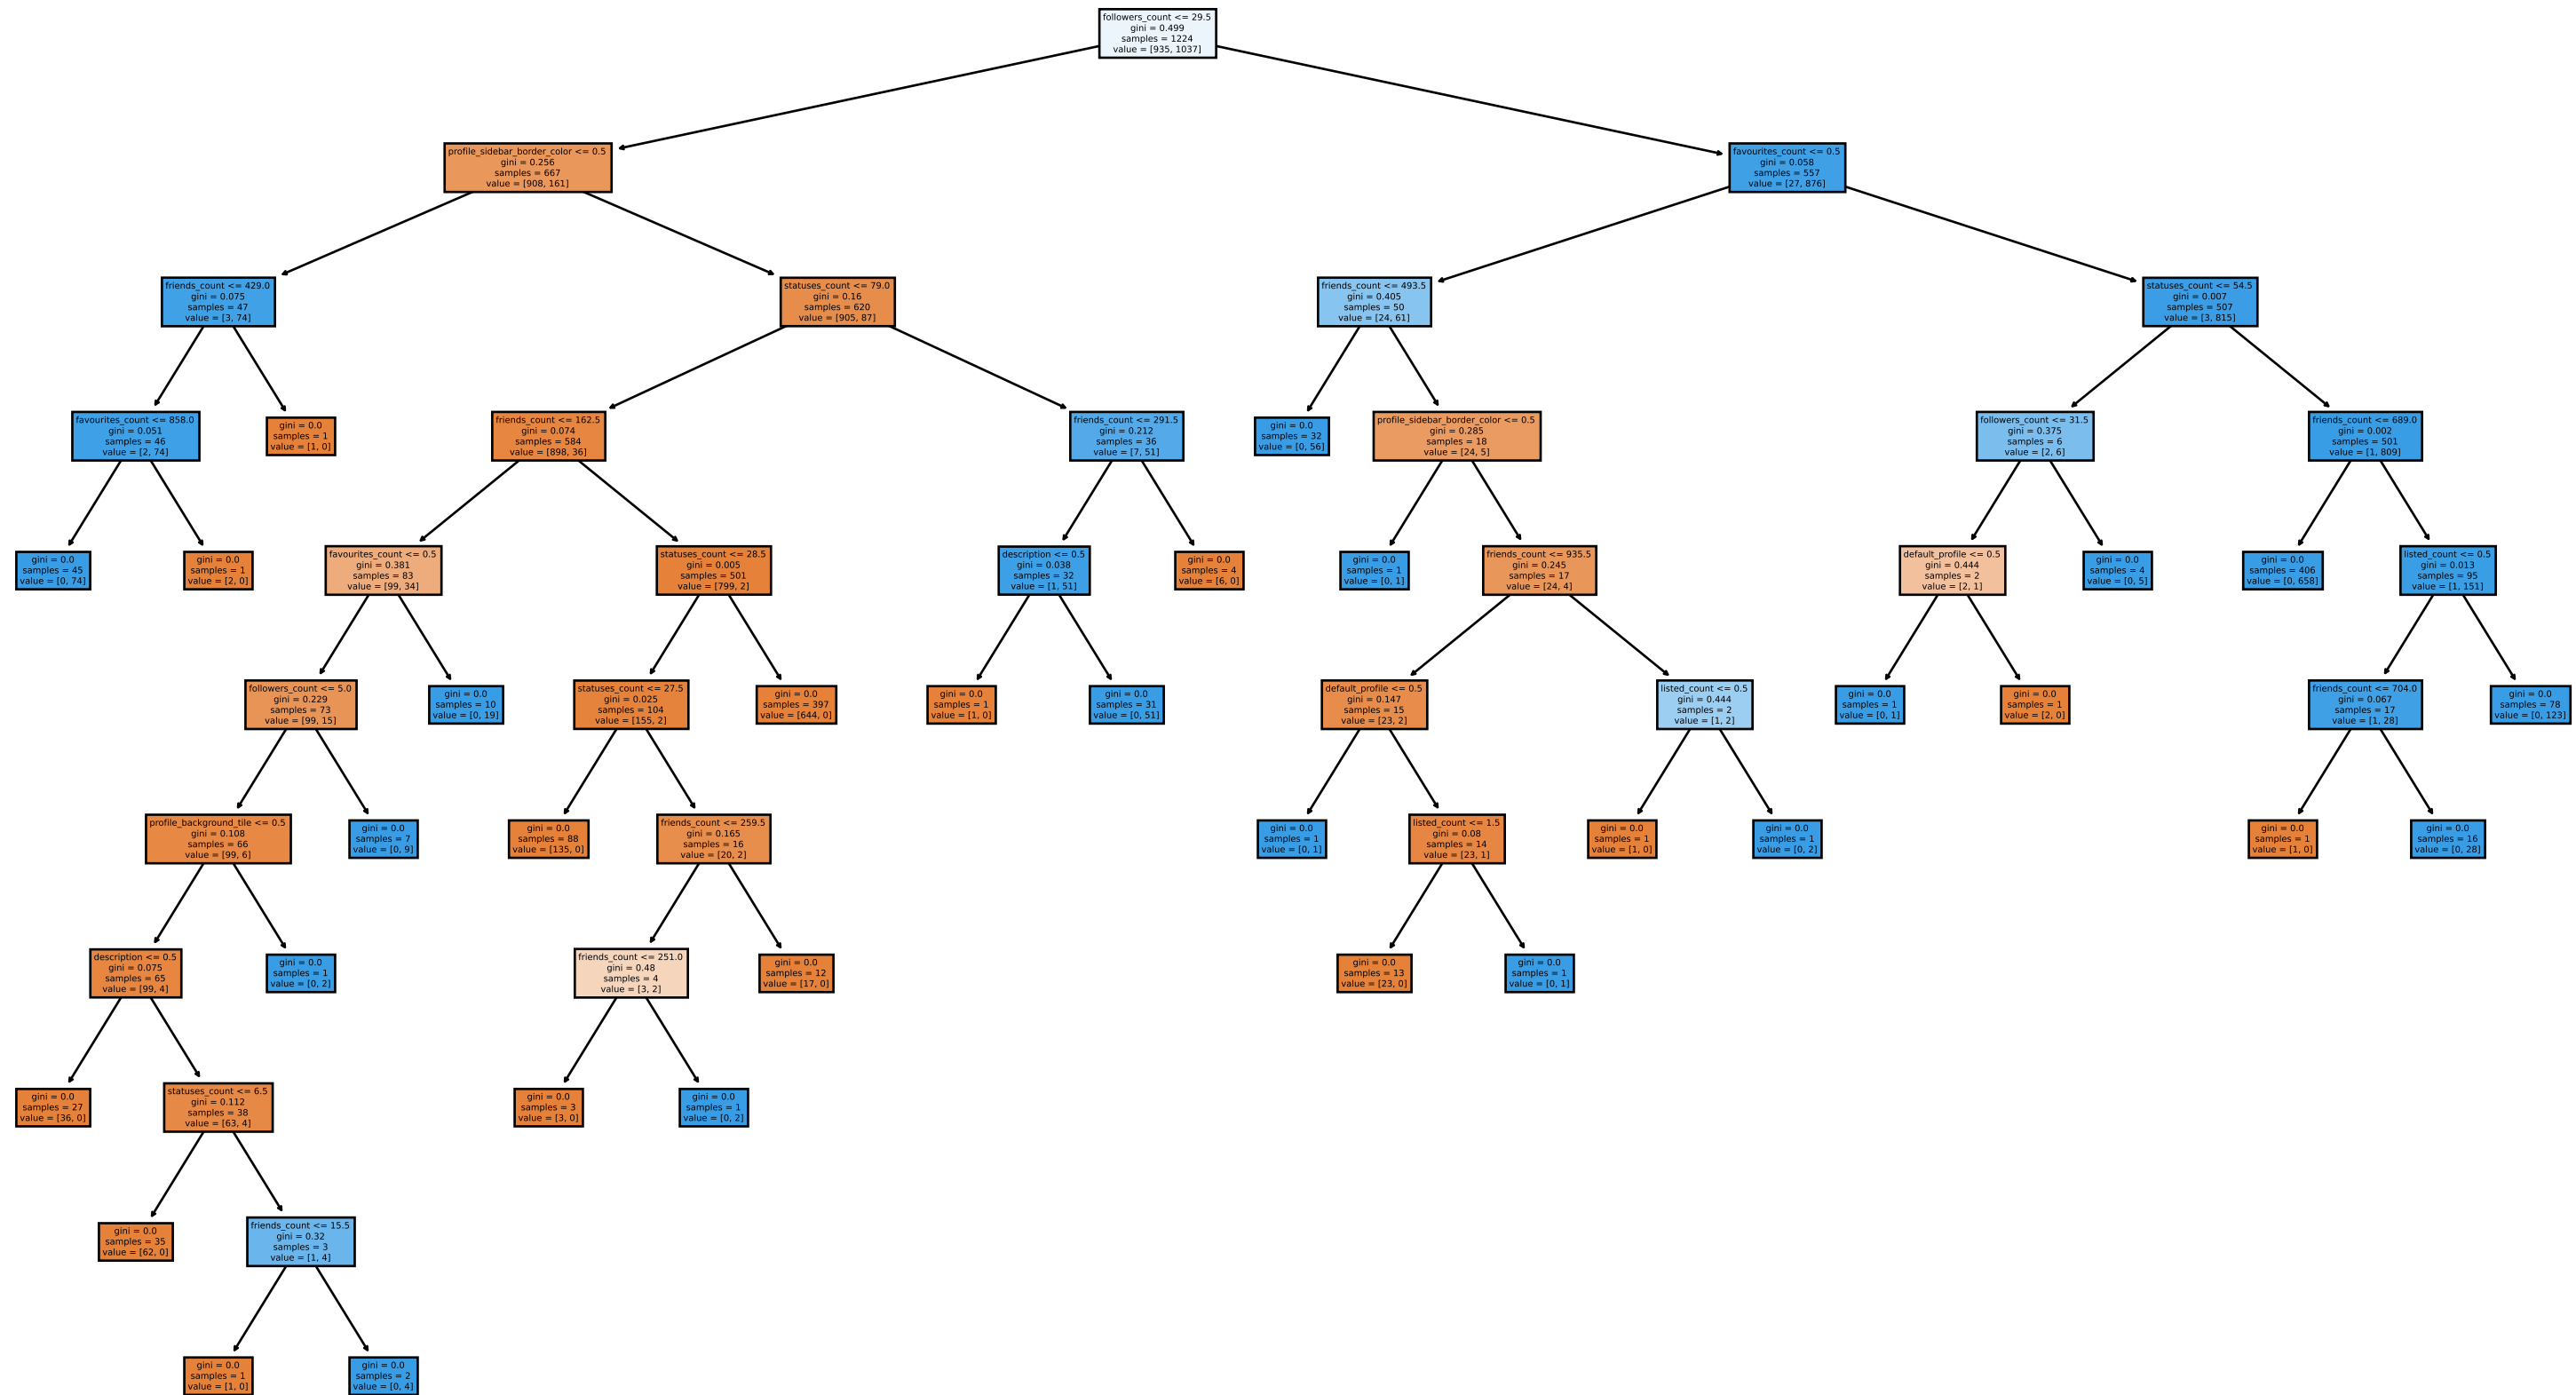 followers_count <= 29.5
gini = 0.499
samples = 1224
value = [935, 1037]
profile_sidebar_border_color <= 0.5
gini = 0.256
samples = 667
value = [908, 161]
favourites_count <= 0.5
gini = 0.058
samples = 557
value = [27, 876]
friends_count <= 429.0
gini = 0.075
samples = 47
value = [3, 74]
statuses_count <= 79.0
gini = 0.16
samples = 620
value = [905, 87]
friends_count <= 493.5
gini = 0.405
samples = 50
value = [24, 61]
statuses_count <= 54.5
gini = 0.007
samples = 507
value = [3, 815]
favourites_count <= 858.0
gini = 0.051
samples = 46
value = [2, 74]
gini = 0.0
samples = 1
value = [1, 0]
friends_count <= 162.5
gini = 0.074
samples = 584
value = [898, 36]
friends_count <= 291.5
gini = 0.212
samples = 36
value = [7, 51]
gini = 0.0
samples = 32
value = [0, 56]
profile_sidebar_border_color <= 0.5
gini = 0.285
samples = 18
value = [24, 5]
followers_count <= 31.5
gini = 0.375
samples = 6
value = [2, 6]
friends_count <= 689.0
gini = 0.002
samples = 501
value = [1, 809]
gini = 0.0
samples = 45
value = [0, 74]
gini = 0.0
samples = 1
value = [2, 0]
favourites_count <= 0.5
gini = 0.381
samples = 83
value = [99, 34]
statuses_count <= 28.5
gini = 0.005
samples = 501
value = [799, 2]
description <= 0.5
gini = 0.038
samples = 32
value = [1, 51]
gini = 0.0
samples = 4
value = [6, 0]
gini = 0.0
samples = 1
value = [0, 1]
friends_count <= 935.5
gini = 0.245
samples = 17
value = [24, 4]
default_profile <= 0.5
gini = 0.444
samples = 2
value = [2, 1]
gini = 0.0
samples = 4
value = [0, 5]
gini = 0.0
samples = 406
value = [0, 658]
listed_count <= 0.5
gini = 0.013
samples = 95
value = [1, 151]
followers_count <= 5.0
gini = 0.229
samples = 73
value = [99, 15]
gini = 0.0
samples = 10
value = [0, 19]
statuses_count <= 27.5
gini = 0.025
samples = 104
value = [155, 2]
gini = 0.0
samples = 397
value = [644, 0]
gini = 0.0
samples = 1
value = [1, 0]
gini = 0.0
samples = 31
value = [0, 51]
default_profile <= 0.5
gini = 0.147
samples = 15
value = [23, 2]
listed_count <= 0.5
gini = 0.444
samples = 2
value = [1, 2]
gini = 0.0
samples = 1
value = [0, 1]
gini = 0.0
samples = 1
value = [2, 0]
friends_count <= 704.0
gini = 0.067
samples = 17
value = [1, 28]
gini = 0.0
samples = 78
value = [0, 123]
profile_background_tile <= 0.5
gini = 0.108
samples = 66
value = [99, 6]
gini = 0.0
samples = 7
value = [0, 9]
gini = 0.0
samples = 88
value = [135, 0]
friends_count <= 259.5
gini = 0.165
samples = 16
value = [20, 2]
gini = 0.0
samples = 1
value = [0, 1]
listed_count <= 1.5
gini = 0.08
samples = 14
value = [23, 1]
gini = 0.0
samples = 1
value = [1, 0]
gini = 0.0
samples = 1
value = [0, 2]
gini = 0.0
samples = 1
value = [1, 0]
gini = 0.0
samples = 16
value = [0, 28]
description <= 0.5
gini = 0.075
samples = 65
value = [99, 4]
gini = 0.0
samples = 1
value = [0, 2]
friends_count <= 251.0
gini = 0.48
samples = 4
value = [3, 2]
gini = 0.0
samples = 12
value = [17, 0]
gini = 0.0
samples = 13
value = [23, 0]
gini = 0.0
samples = 1
value = [0, 1]
gini = 0.0
samples = 27
value = [36, 0]
statuses_count <= 6.5
gini = 0.112
samples = 38
value = [63, 4]
gini = 0.0
samples = 3
value = [3, 0]
gini = 0.0
samples = 1
value = [0, 2]
gini = 0.0
samples = 35
value = [62, 0]
friends_count <= 15.5
gini = 0.32
samples = 3
value = [1, 4]
gini = 0.0
samples = 1
value = [1, 0]
gini = 0.0
samples = 2
value = [0, 4]